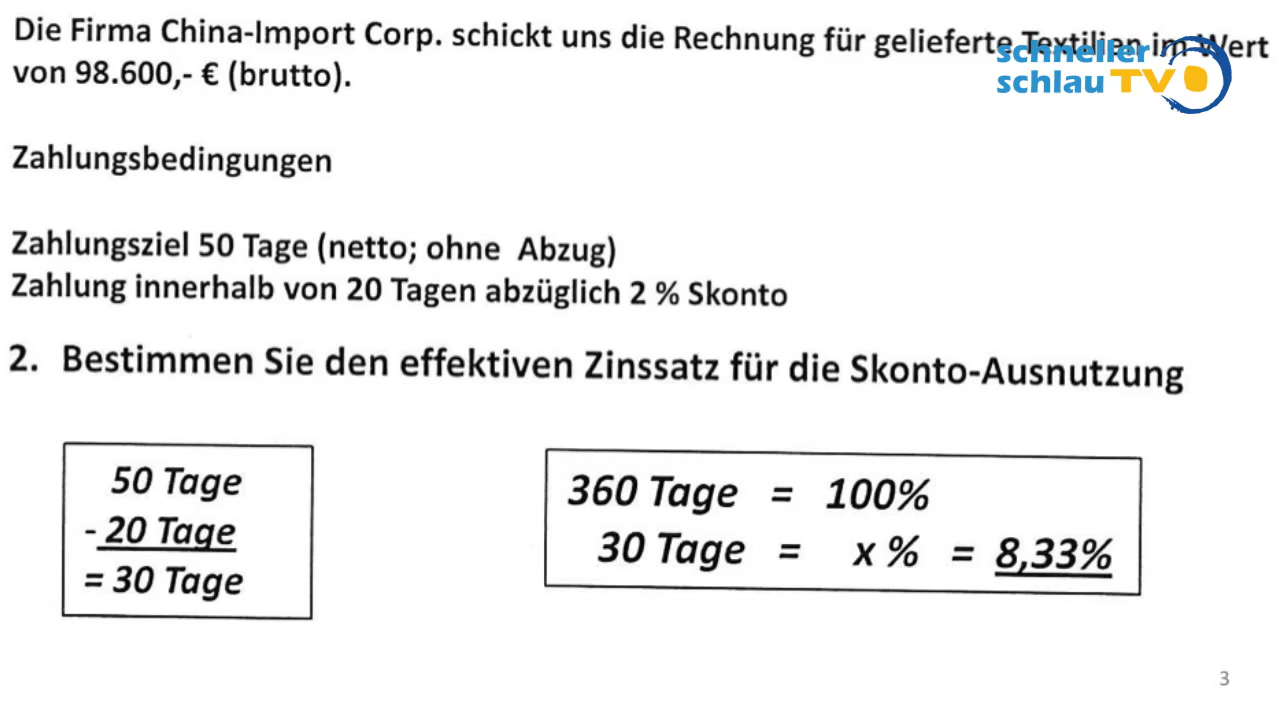 Die Firma China-Import Corp. schickt uns die Rechnung für gelieferte Textilien im Wert
von 98.600,- € (brutto).
schneller
schlau TV
Zahlungsbedingungen
Zahlungsziel 50 Tage (netto; ohne Abzug)
Zahlung innerhalb von 20 Tagen abzüglich 2 % Skonto
2. Bestimmen Sie den effektiven Zinssatz für die Skonto-Ausnutzung
50 Tage
- 20 Tage
= 30 Tage
360 Tage = 100%
30 Tage = x % = 8,33%
3